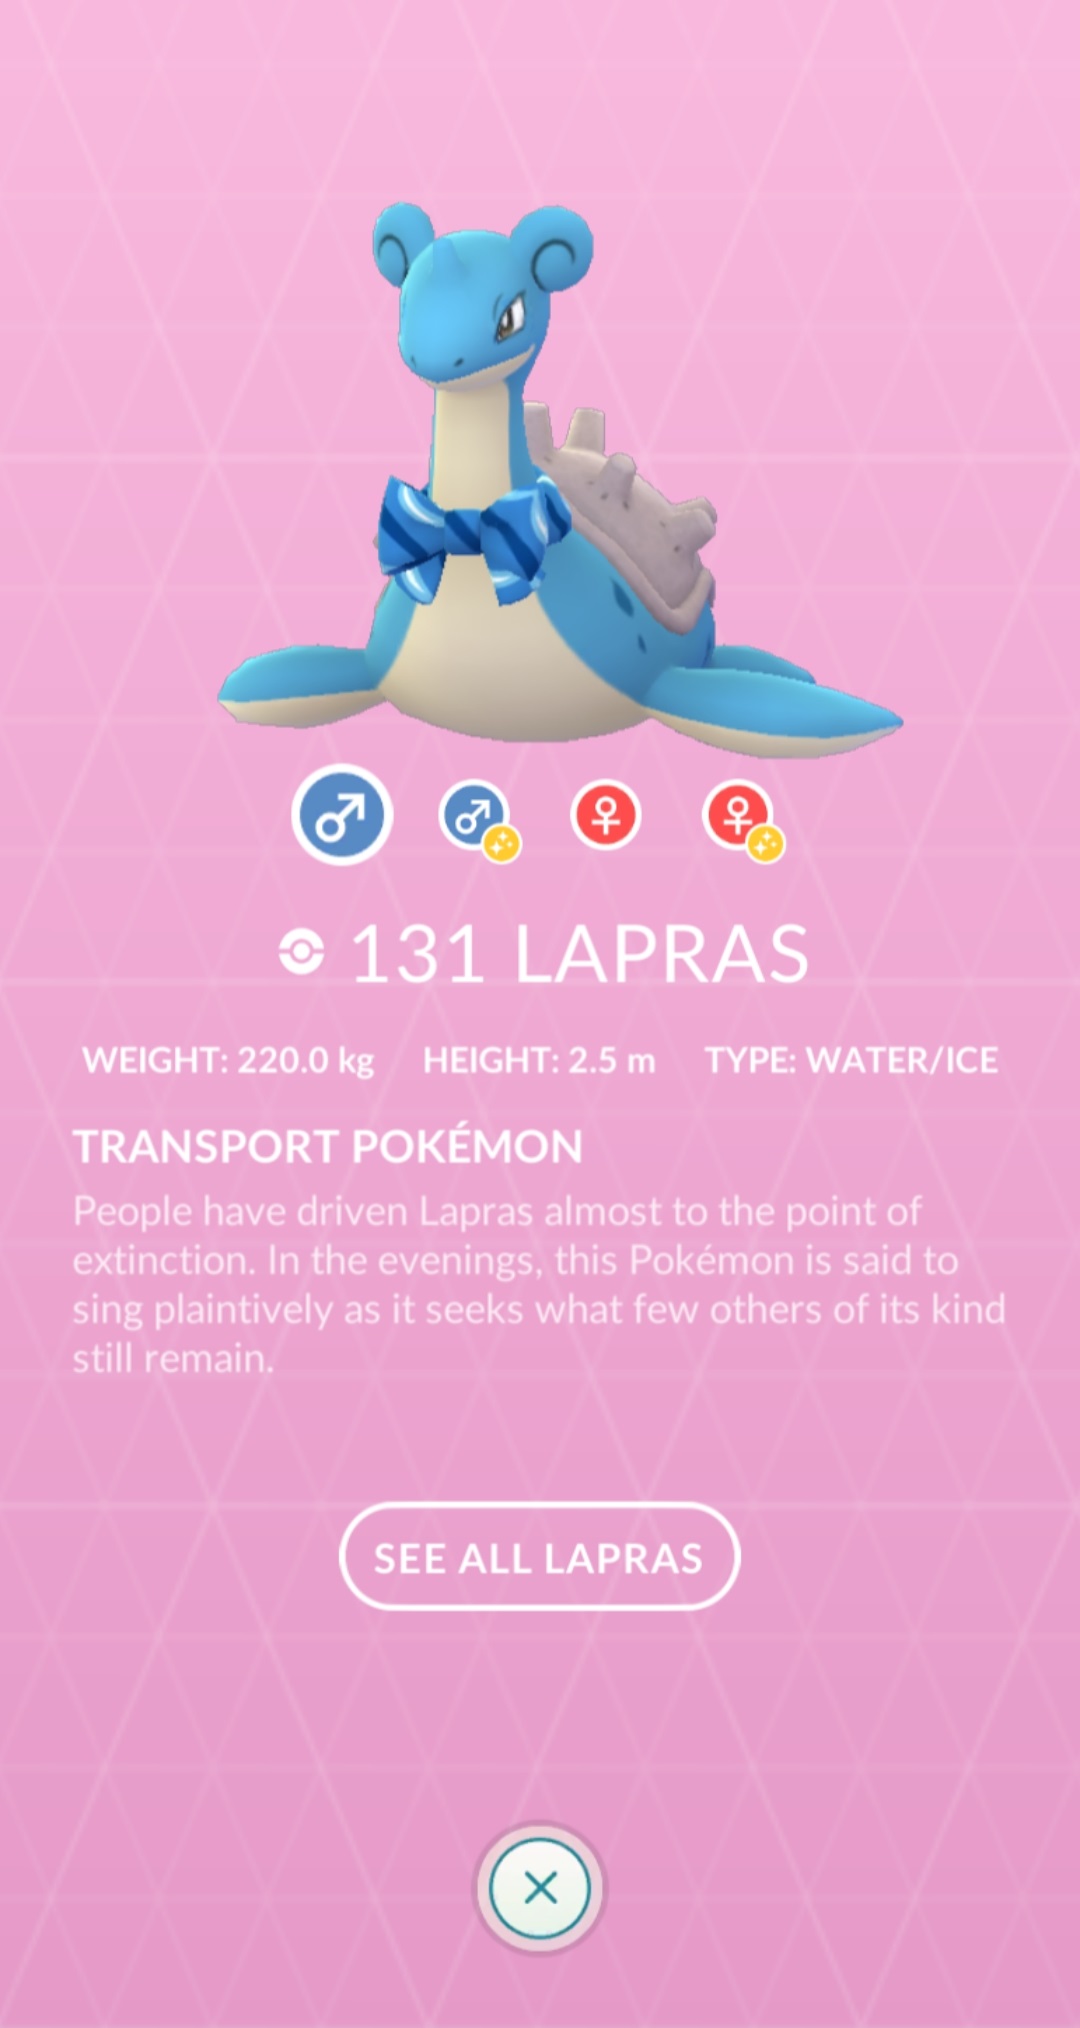 131 LAPRAS
WEIGHT: 220.0 kg HEIGHT: 2.5 m TYPE: WATER/ICE
TRANSPORT POKÉMON
People have driven Lapras almost to the point of
extinction. In the evenings, this Pokémon is said to
sing plaintively as it seeks what few others of its kind
still remain.
SEE ALL LAPRAS